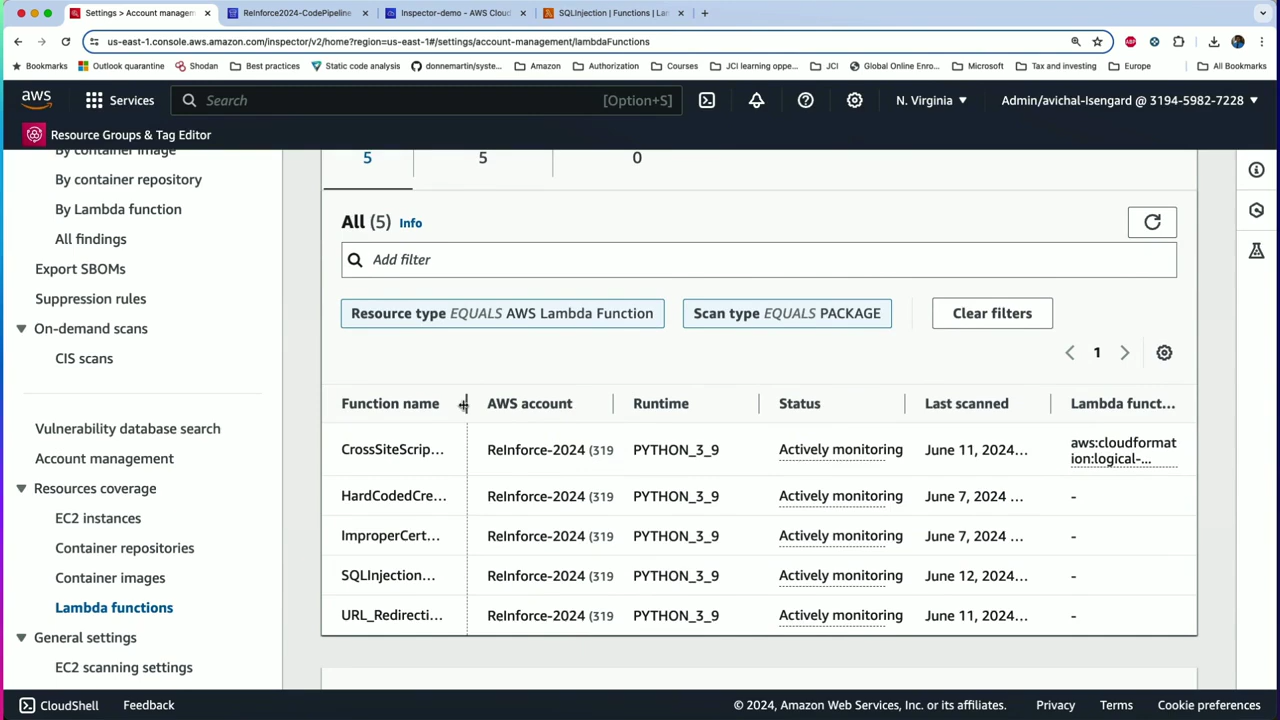 Settings > Account managemen
ReInforce2024-CodePipeline
Inspector-demo - AWS Cloud
SQLInjection | Functions | Lam
us-east-1.console.aws.amazon.com/inspector/v2/home?region=us-east-1#/settings/account-management/lambdaFunctions
Bookmarks
Outlook quarantine
Shodan
Best practices
Static code analysis
donnemartin/syste...
Amazon
Authorization
Courses
JCI learning oppe...
JCI
Global Online Enro...
Microsoft
Tax and investing
Europe
All Bookmarks
aws
Services
Search
[Option+S]
N. Virginia
Admin/avichal-Isengard @ 3194-5982-7228
Resource Groups & Tag Editor
By container image
By container repository
By Lambda function
All findings
Export SBOMs
Suppression rules
On-demand scans
CIS scans
Vulnerability database search
Account management
Resources coverage
EC2 instances
Container repositories
Container images
Lambda functions
General settings
EC2 scanning settings
5 5 0
All (5) Info
Add filter
Resource type EQUALS AWS Lambda Function
Scan type EQUALS PACKAGE
Clear filters
1
Function name AWS account Runtime Status Last scanned Lambda funct...
CrossSiteScrip... ReInforce-2024 (319 PYTHON_3_9 Actively monitoring June 11, 2024... aws:cloudformat
ion:logical-...
HardCodedCre... ReInforce-2024 (319 PYTHON_3_9 Actively monitoring June 7, 2024 ... -
ImproperCert... ReInforce-2024 (319 PYTHON_3_9 Actively monitoring June 7, 2024 ... -
SQLInjection... ReInforce-2024 (319 PYTHON_3_9 Actively monitoring June 12, 2024... -
URL_Redirecti... ReInforce-2024 (319 PYTHON_3_9 Actively monitoring June 11, 2024... -
CloudShell
Feedback
© 2024, Amazon Web Services, Inc. or its affiliates.
Privacy
Terms
Cookie preferences